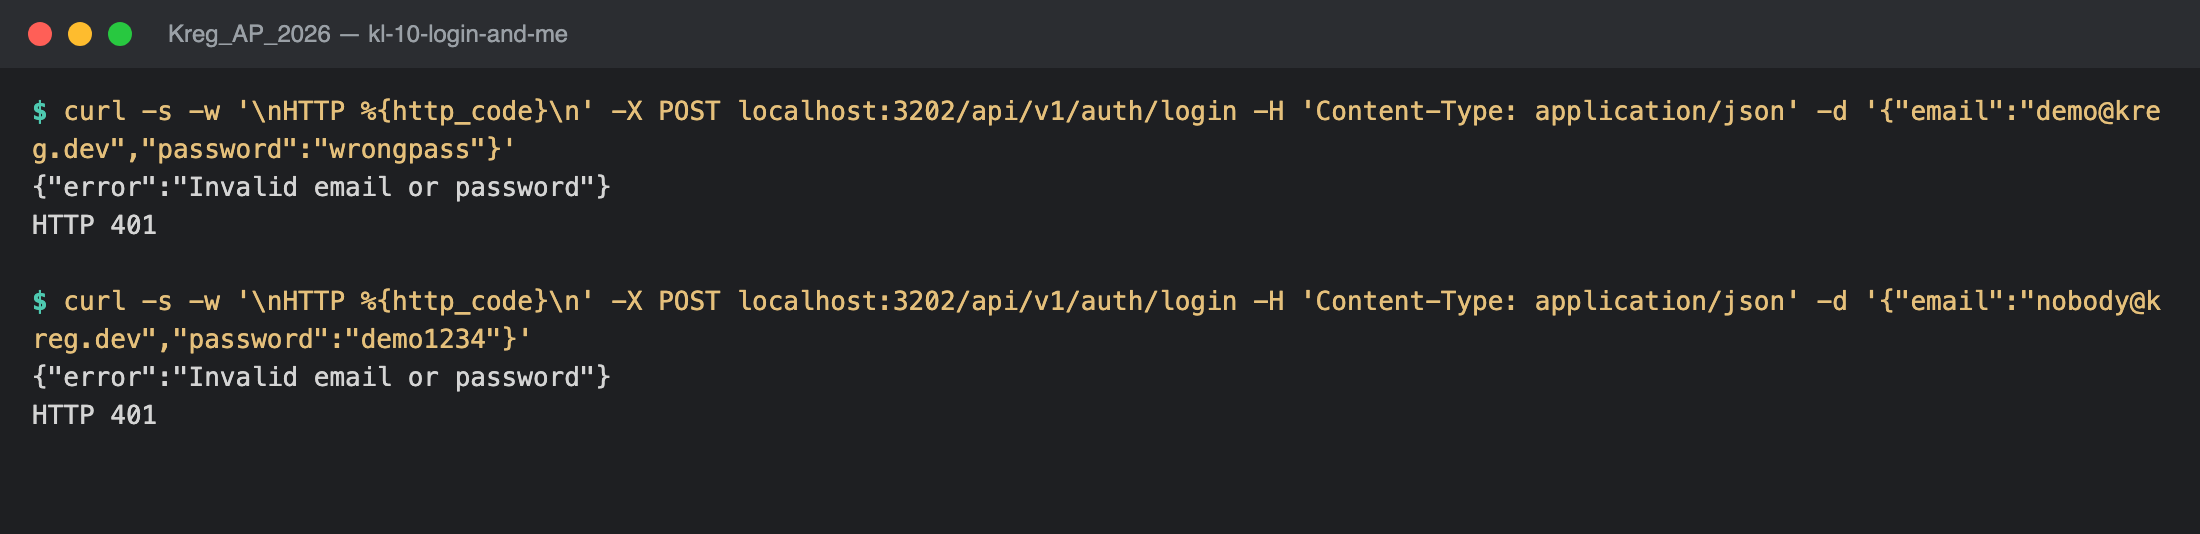 Kreg_AP_2026 — kl-10-login-and-me
$ curl -s -w '\nHTTP %{http_code}\n' -X POST localhost:3202/api/v1/auth/login -H 'Content-Type: application/json' -d '{"email":"demo@kre
g.dev","password":"wrongpass"}'
{"error":"Invalid email or password"}
HTTP 401
$ curl -s -w '\nHTTP %{http_code}\n' -X POST localhost:3202/api/v1/auth/login -H 'Content-Type: application/json' -d '{"email":"nobody@k
reg.dev","password":"demo1234"}'
{"error":"Invalid email or password"}
HTTP 401